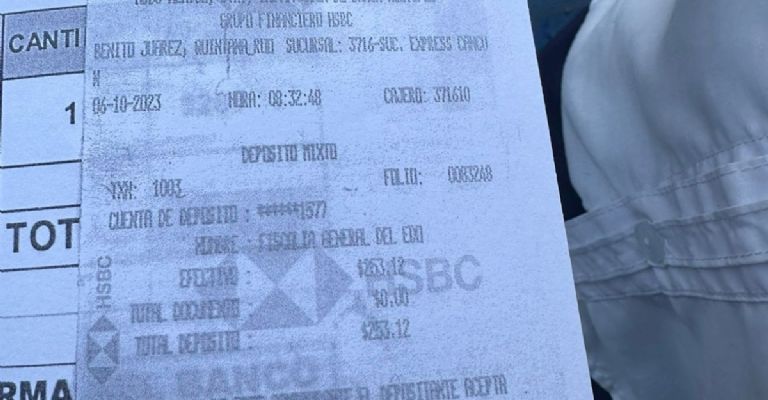 GRUPO FINANCIERO HSBC
CANTI
BENITO JUAREZ, QUINTANA ROO SUCURSAL: 3716-SUC. EXPRESS CANCU
N
06-10-2023 HORA: 08:32:48 CAJERO: 371610
1
DEPOSITO MIXTO
TXN: 1003 FOLIO: 0083248
CUENTA DE DEPOSITO : ******1577
TOT
NOMBRE : FISCALIA GENERAL DEL EDO
EFECTIVO : $253.12
HSBC
HSBC
TOTAL DOCUMENTO : $0.00
TOTAL DEPOSITO : $253.12
RMA
BANCO
EL DEPOSITANTE ACEPTA